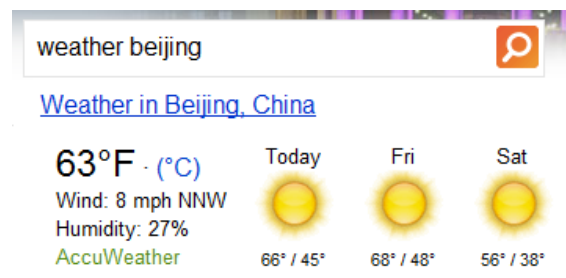 weather beijing
Weather in Beijing, China
63°F · (°C)
Wind: 8 mph NNW
Humidity: 27%
AccuWeather
Today Fri Sat
66° / 45° 68° / 48° 56° / 38°